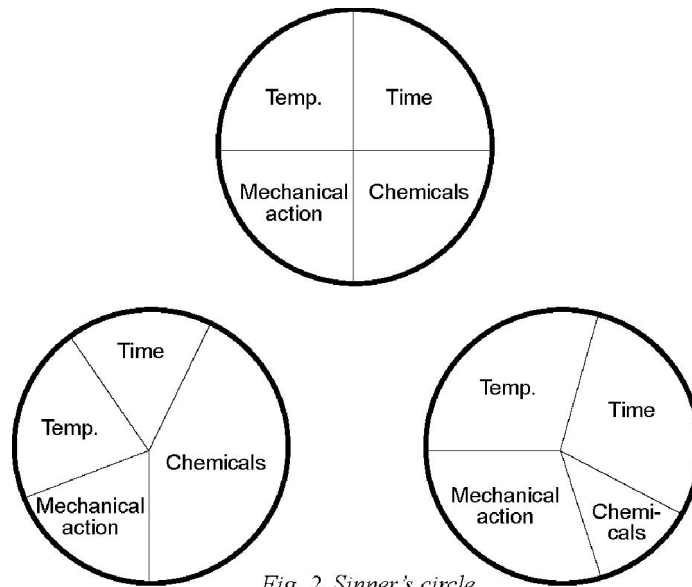 Temp.
Time
Mechanical
action
Chemicals
Time
Temp.
Chemicals
Mechanical
action
Temp.
Time
Mechanical
action
Chemi-
cals
Fig. 2 Sinner's circle